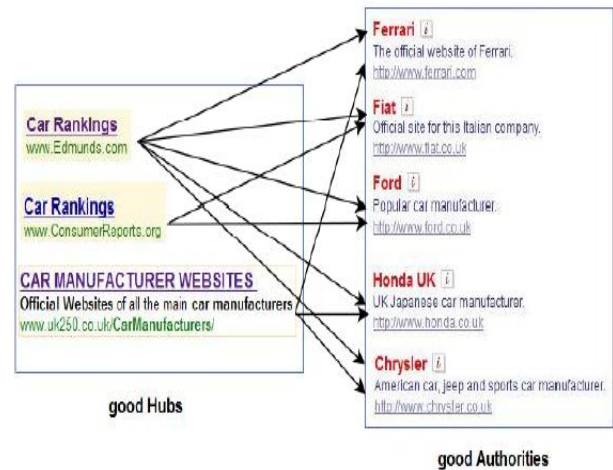 Car Rankings
www.Edmunds.com
Car Rankings
www.ConsumerReports.org
CAR MANUFACTURER WEBSITES
Official Websites of all the main car manufacturers
www.uk250.co.uk/CarManufacturers/
good Hubs
Ferrari i
The official website of Ferrari.
http://www.ferrari.com
Fiat i
Official site for this Italian company.
http://www.fiat.co.uk
Ford i
Popular car manufacturer.
http://www.ford.co.uk
Honda UK i
UK Japanese car manufacturer.
http://www.honda.co.uk
Chrysler i
American car, jeep and sports car manufacturer.
http://www.chrysler.co.uk
good Authorities